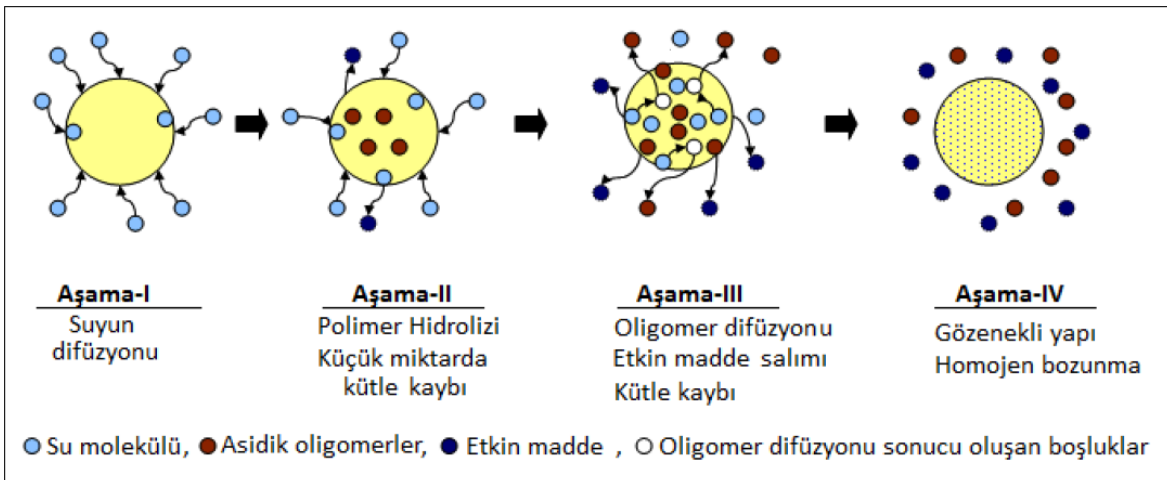 Aşama-I
Suyun
difüzyonu
Aşama-II
Polimer Hidrolizi
Küçük miktarda
kütle kaybı
Aşama-III
Oligomer difüzyonu
Etkin madde salımı
Kütle kaybı
Aşama-IV
Gözenekli yapı
Homojen bozunma
Su molekülü, Asidik oligomerler, Etkin madde , Oligomer difüzyonu sonucu oluşan boşluklar